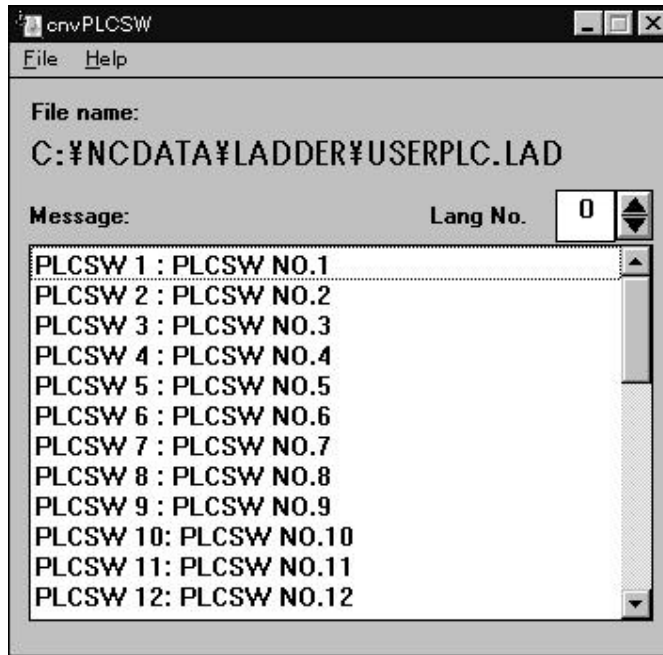 cnvPLCSW
File Help
File name:
C:¥NCDATA¥LADDER¥USERPLC.LAD
Message: Lang No. 0
PLCSW 1 : PLCSW NO.1
PLCSW 2 : PLCSW NO.2
PLCSW 3 : PLCSW NO.3
PLCSW 4 : PLCSW NO.4
PLCSW 5 : PLCSW NO.5
PLCSW 6 : PLCSW NO.6
PLCSW 7 : PLCSW NO.7
PLCSW 8 : PLCSW NO.8
PLCSW 9 : PLCSW NO.9
PLCSW 10: PLCSW NO.10
PLCSW 11: PLCSW NO.11
PLCSW 12: PLCSW NO.12